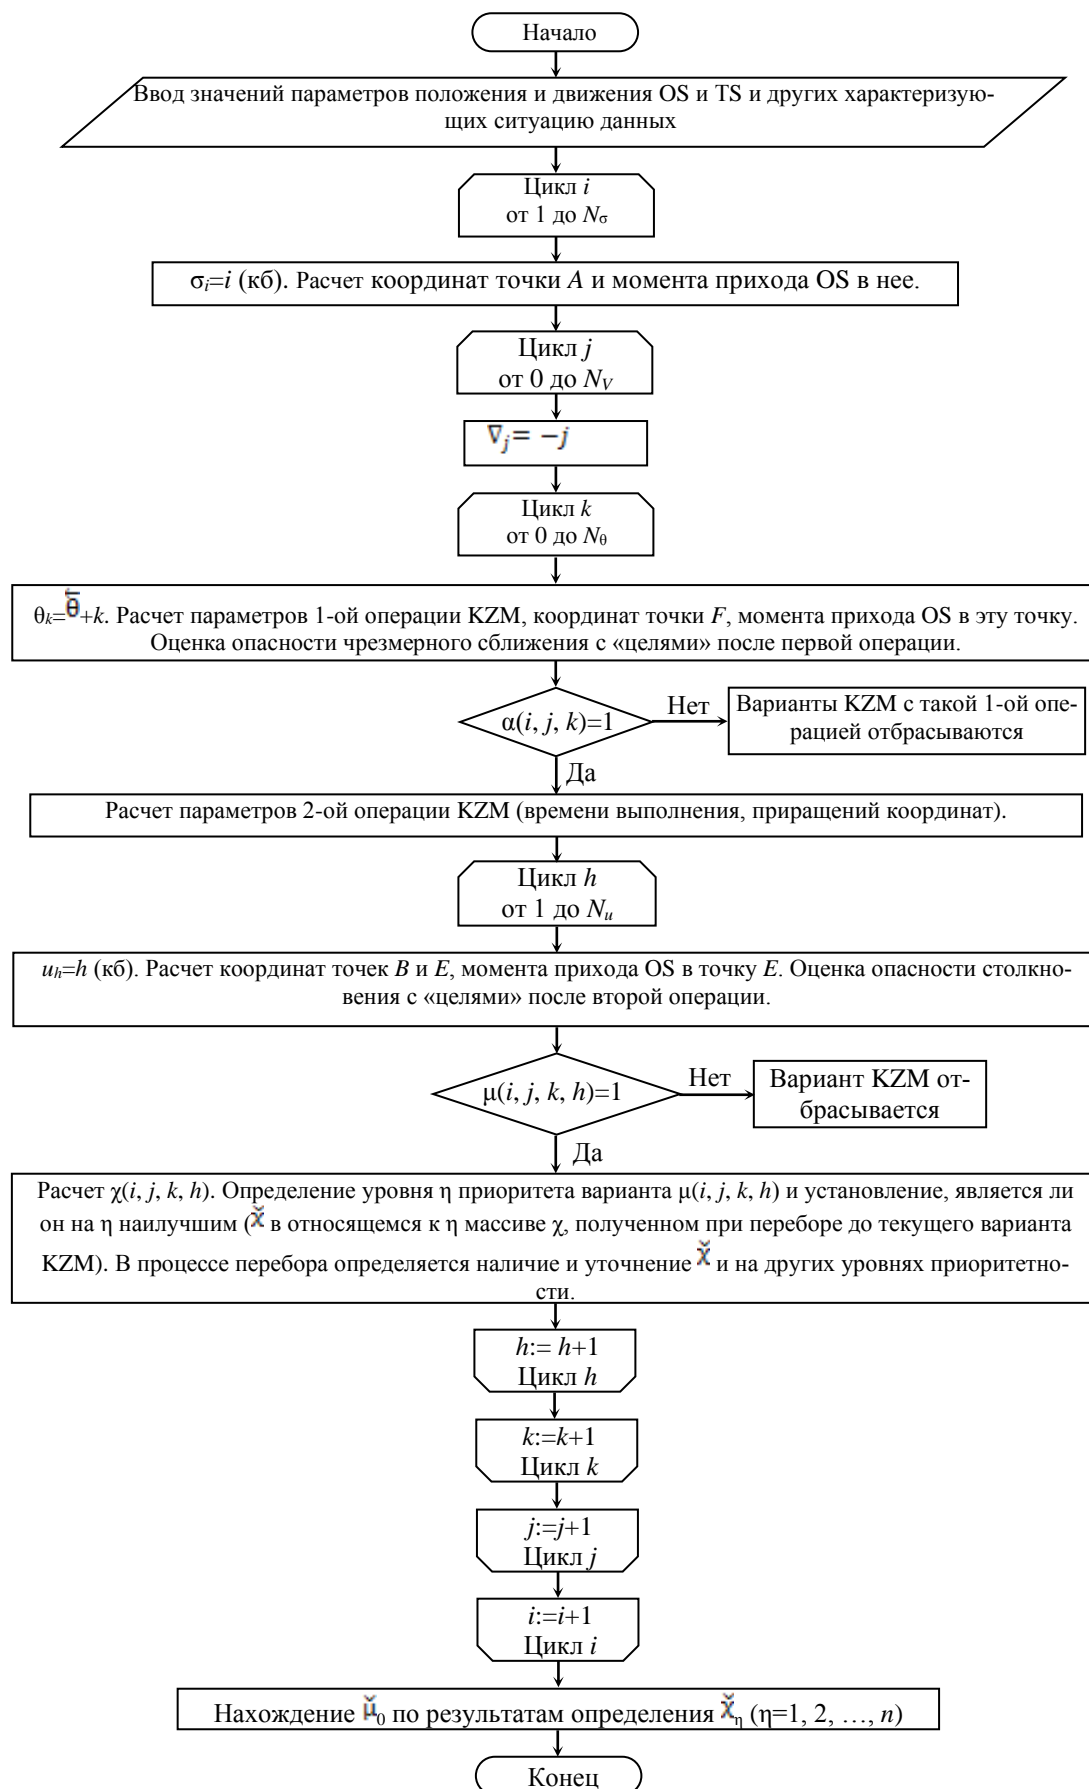 Начало
Ввод значений параметров положения и движения OS и TS и других характеризую-
щих ситуацию данных
Цикл i
от 1 до Nσ
σi=i (кб). Расчет координат точки A и момента прихода OS в нее.
Цикл j
от 0 до NV
∇j= −j
Цикл k
от 0 до Nθ
θk=θ̅+k. Расчет параметров 1-ой операции KZM, координат точки F, момента прихода OS в эту точку.
Оценка опасности чрезмерного сближения с «целями» после первой операции.
α(i, j, k)=1
Нет
Варианты KZM с такой 1-ой опе-
рацией отбрасываются
Да
Расчет параметров 2-ой операции KZM (времени выполнения, приращений координат).
Цикл h
от 1 до Nu
uh=h (кб). Расчет координат точек B и E, момента прихода OS в точку E. Оценка опасности столкно-
вения с «целями» после второй операции.
μ(i, j, k, h)=1
Нет
Вариант KZM от-
брасывается
Да
Расчет χ(i, j, k, h). Определение уровня η приоритета варианта μ(i, j, k, h) и установление, является ли
он на η наилучшим (χ̌ в относящемся к η массиве χ, полученном при переборе до текущего варианта
KZM). В процессе перебора определяется наличие и уточнение χ̌ и на других уровнях приоритетно-
сти.
h:= h+1
Цикл h
k:=k+1
Цикл k
j:=j+1
Цикл j
i:=i+1
Цикл i
Нахождение μ̌0 по результатам определения χ̌η (η=1, 2, …, n)
Конец